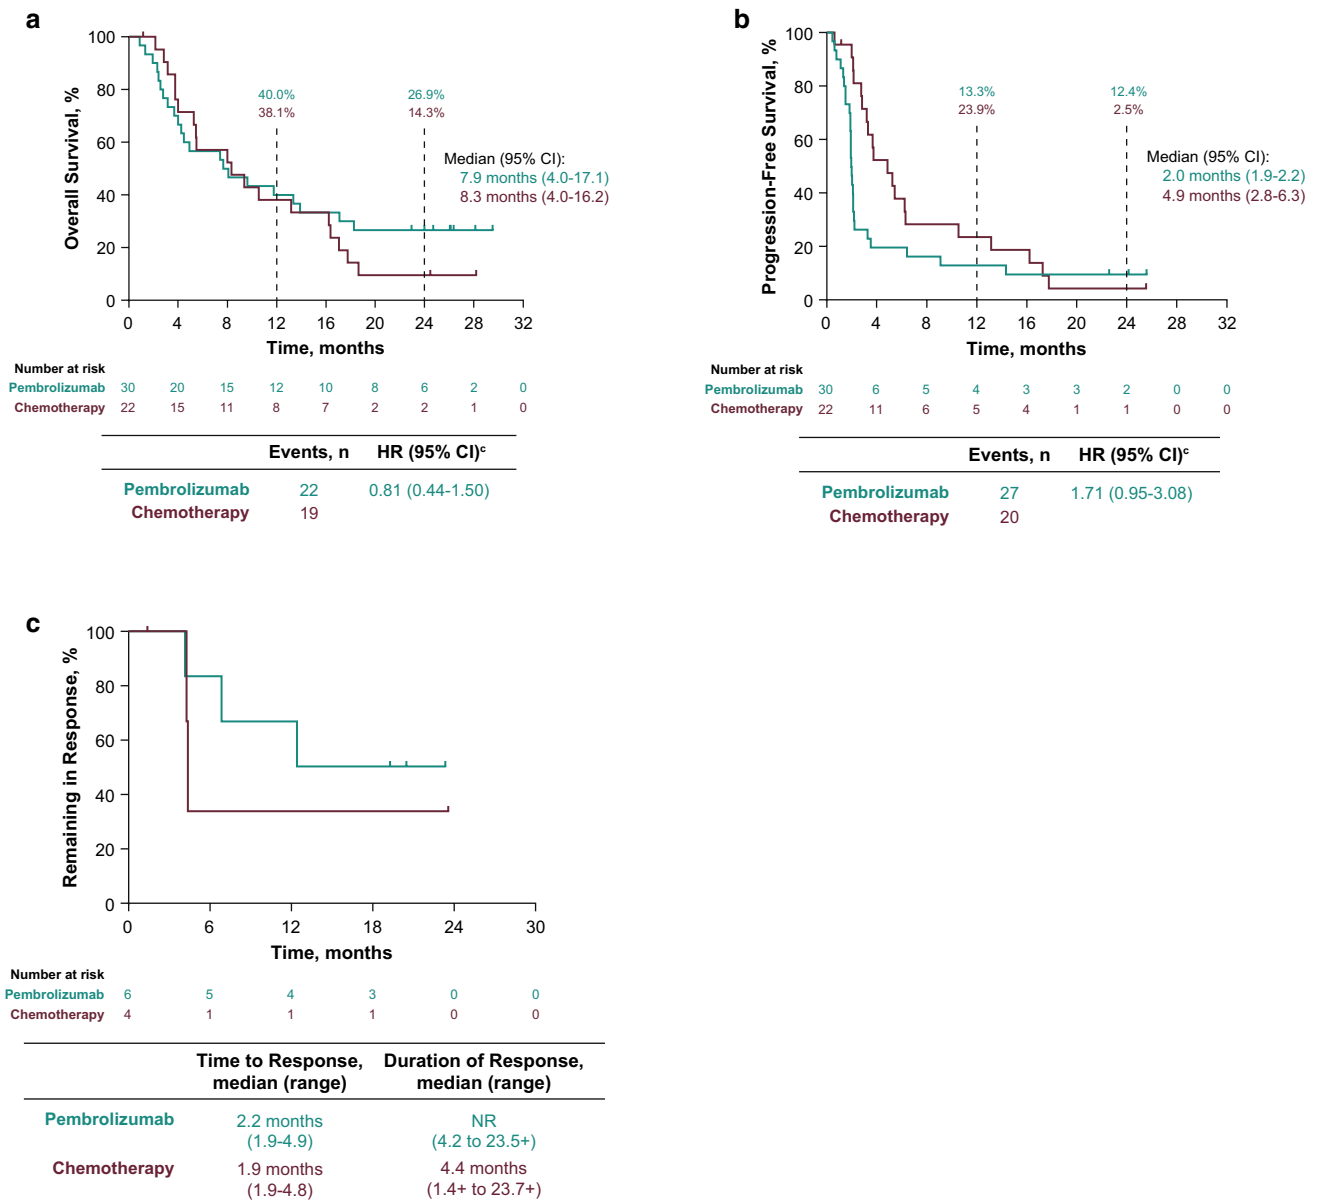 a
Overall Survival, %
100
80
60
40
20
0
40.0%
38.1%
26.9%
14.3%
Median (95% CI):
7.9 months (4.0-17.1)
8.3 months (4.0-16.2)
0 4 8 12 16 20 24 28 32
Time, months
Number at risk
Pembrolizumab 30 20 15 12 10 8 6 2 0
Chemotherapy 22 15 11 8 7 2 2 1 0
Events, n HR (95% CI)c
Pembrolizumab 22 0.81 (0.44-1.50)
Chemotherapy 19
b
Progression-Free Survival, %
100
80
60
40
20
0
13.3%
23.9%
12.4%
2.5%
Median (95% CI):
2.0 months (1.9-2.2)
4.9 months (2.8-6.3)
0 4 8 12 16 20 24 28 32
Time, months
Number at risk
Pembrolizumab 30 6 5 4 3 3 2 0 0
Chemotherapy 22 11 6 5 4 1 1 0 0
Events, n HR (95% CI)c
Pembrolizumab 27 1.71 (0.95-3.08)
Chemotherapy 20
c
Remaining in Response, %
100
80
60
40
20
0
0 6 12 18 24 30
Time, months
Number at risk
Pembrolizumab 6 5 4 3 0 0
Chemotherapy 4 1 1 1 0 0
Time to Response, Duration of Response,
median (range) median (range)
Pembrolizumab 2.2 months NR
(1.9-4.9) (4.2 to 23.5+)
Chemotherapy 1.9 months 4.4 months
(1.9-4.8) (1.4+ to 23.7+)